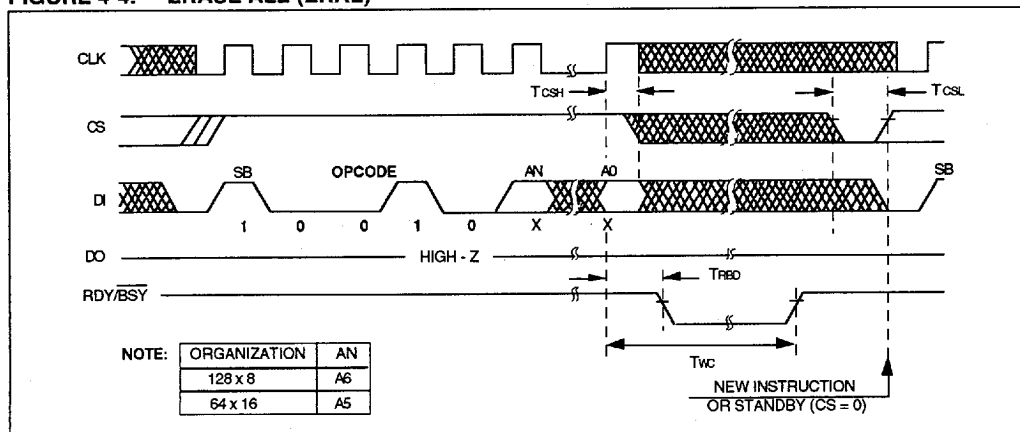 FIGURE 4-4: ERASE ALL (ERAL)
CLK
TCSH
TCSL
CS
SB OPCODE AN A0 SB
DI
1 0 0 1 0 X X
DO HIGH - Z
TRBD
RDY/BSY
TWC
NOTE: ORGANIZATION AN
128 x 8 A6
64 x 16 A5
NEW INSTRUCTION
OR STANDBY (CS = 0)